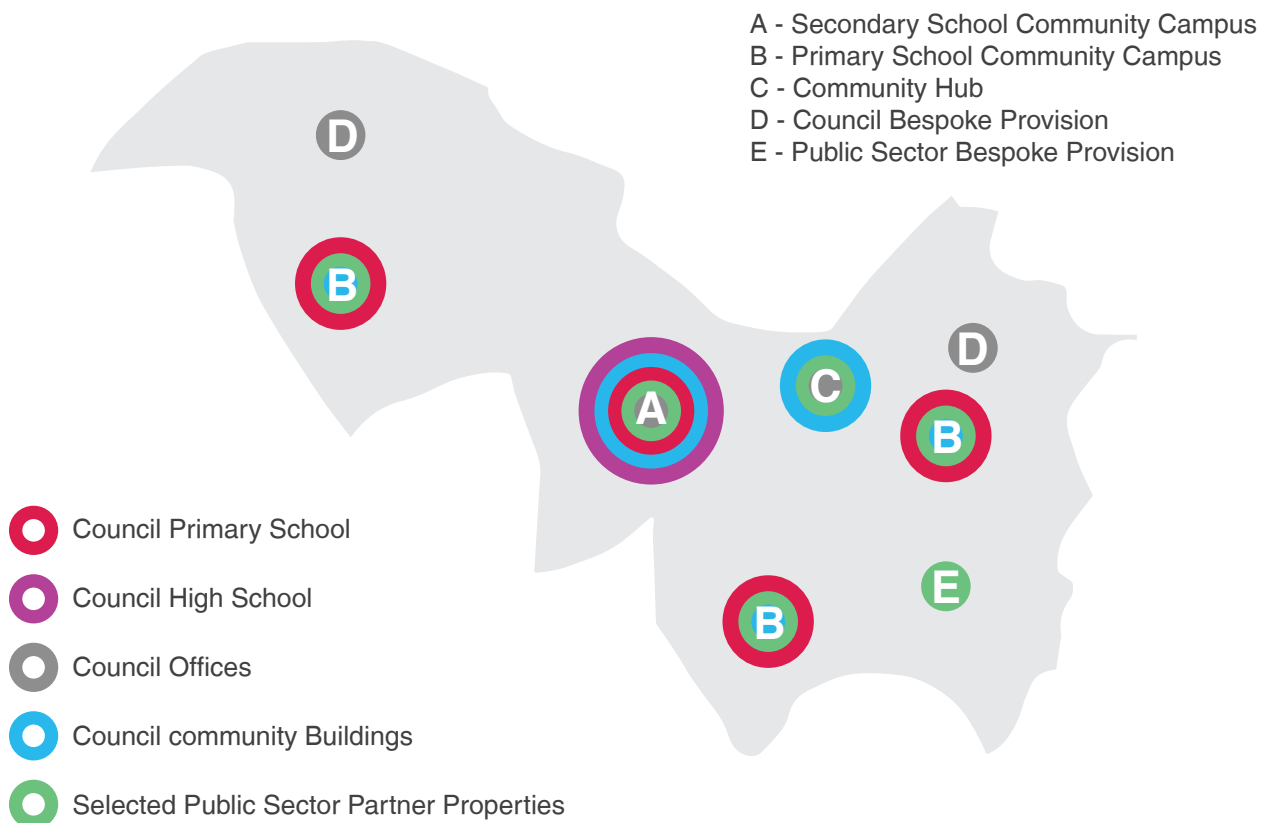 A - Secondary School Community Campus
B - Primary School Community Campus
C - Community Hub
D - Council Bespoke Provision
E - Public Sector Bespoke Provision
D
B
D
C
A
B
E
B
Council Primary School
Council High School
Council Offices
Council community Buildings
Selected Public Sector Partner Properties